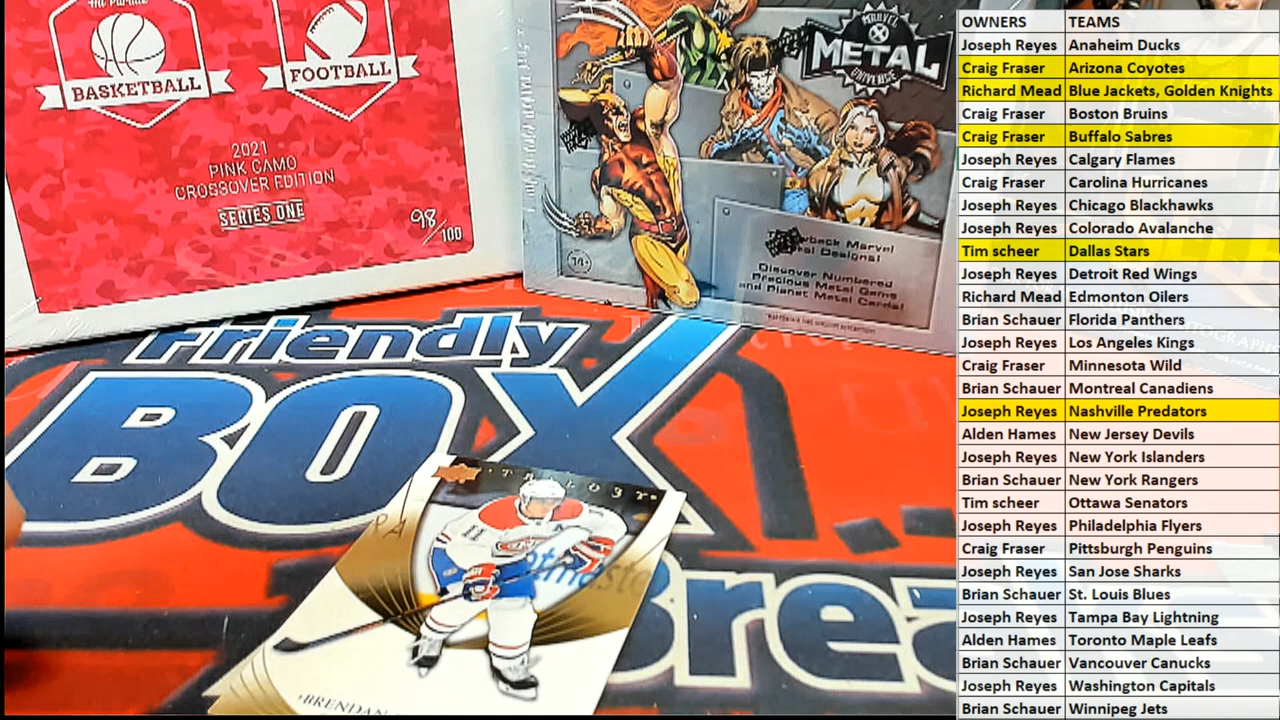 Hit Parade
BASKETBALL
FOOTBALL
2021
PINK CAMO
CROSSOVER EDITION
SERIES ONE
98/100
MARVEL
METAL
UNIVERSE
Marvel
Designs!
Discover Numbered
Precious Metal Gems
and Planet Metal Cards!
14+
Friendly
BOX
Brea
TRILOGY
BRENDAN
OWNERS TEAMS
Joseph Reyes Anaheim Ducks
Craig Fraser Arizona Coyotes
Richard Mead Blue Jackets, Golden Knights
Craig Fraser Boston Bruins
Craig Fraser Buffalo Sabres
Joseph Reyes Calgary Flames
Craig Fraser Carolina Hurricanes
Joseph Reyes Chicago Blackhawks
Joseph Reyes Colorado Avalanche
Tim scheer Dallas Stars
Joseph Reyes Detroit Red Wings
Richard Mead Edmonton Oilers
Brian Schauer Florida Panthers
Joseph Reyes Los Angeles Kings
Craig Fraser Minnesota Wild
Brian Schauer Montreal Canadiens
Joseph Reyes Nashville Predators
Alden Hames New Jersey Devils
Joseph Reyes New York Islanders
Brian Schauer New York Rangers
Tim scheer Ottawa Senators
Joseph Reyes Philadelphia Flyers
Craig Fraser Pittsburgh Penguins
Joseph Reyes San Jose Sharks
Brian Schauer St. Louis Blues
Joseph Reyes Tampa Bay Lightning
Alden Hames Toronto Maple Leafs
Brian Schauer Vancouver Canucks
Joseph Reyes Washington Capitals
Brian Schauer Winnipeg Jets